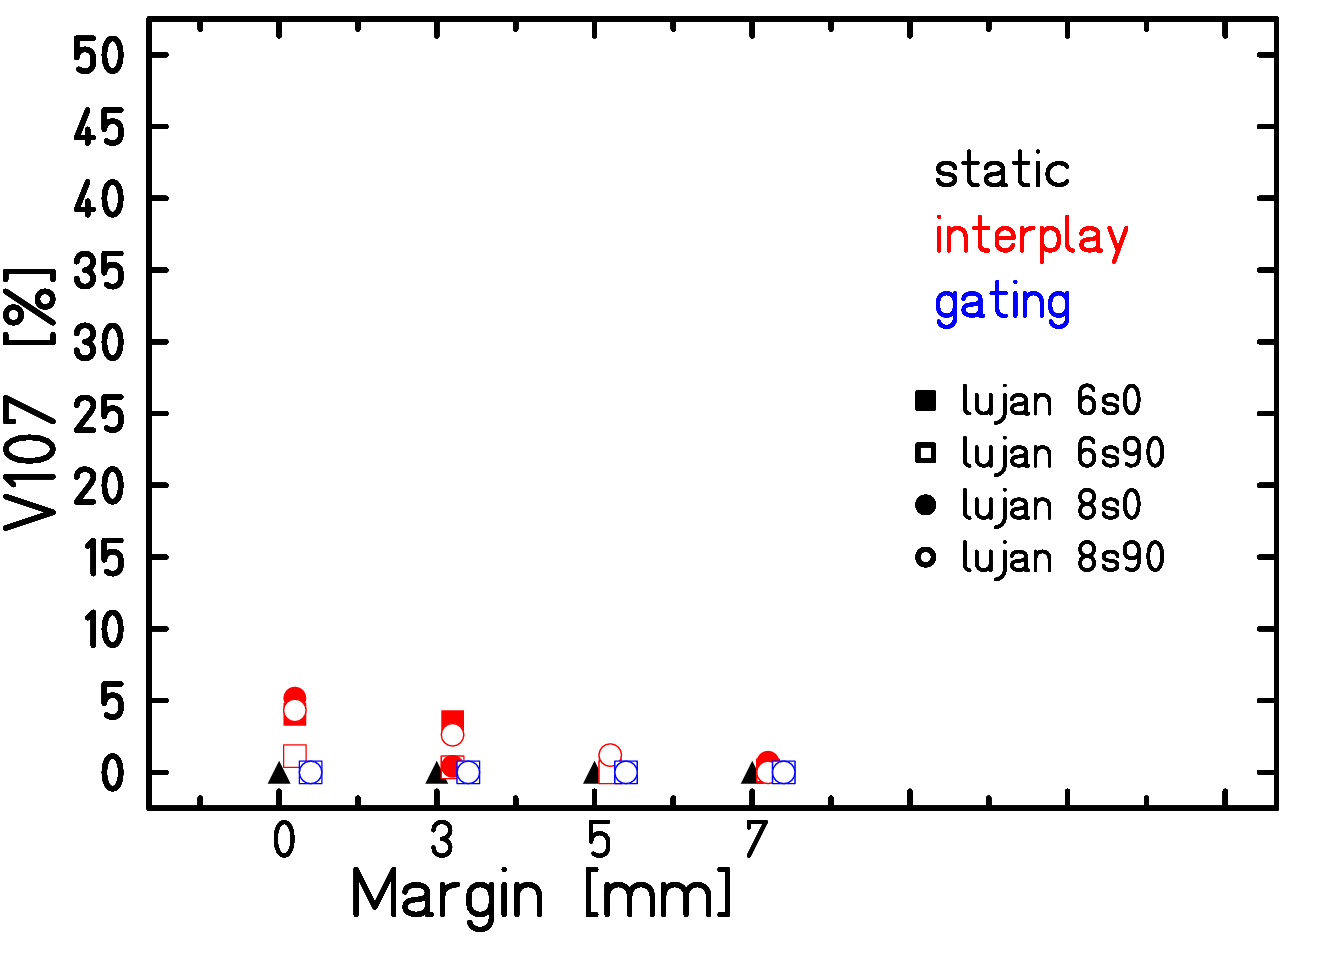 50
45
40
35
30
25
20
15
10
5
0
V107 [%]
static
interplay
gating
lujan 6s0
lujan 6s90
lujan 8s0
lujan 8s90
0 3 5 7
Margin [mm]